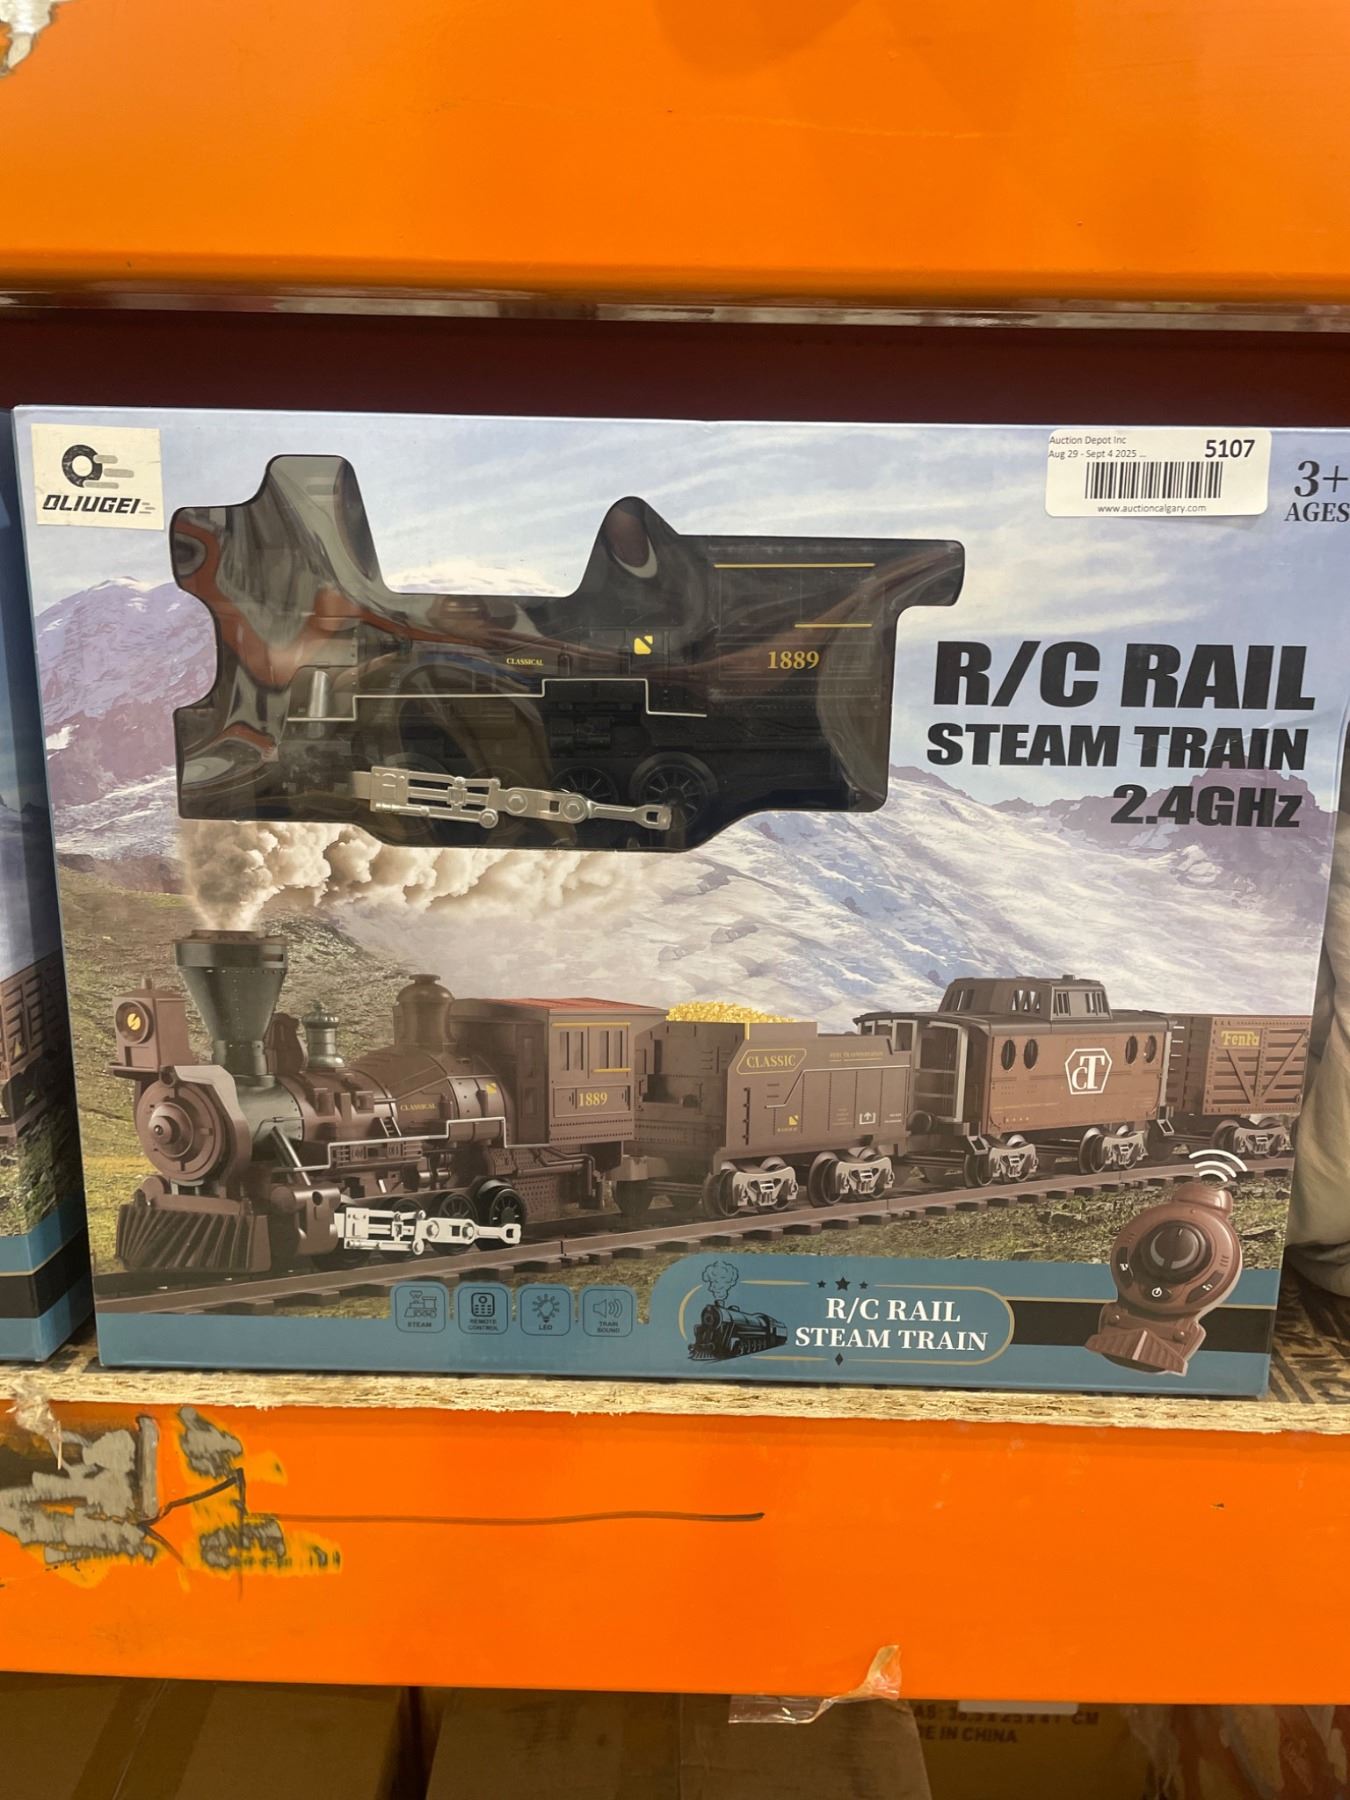 OLIUGEI
Auction Depot Inc
5107
Aug 29 - Sept 4 2025 ...
www.auctioncalgary.com
3+
AGES
CLASSICAL
1889
R/C RAIL
STEAM TRAIN
2.4GHz
CLASSICAL
1889
CLASSIC
CT
FenFa
STEAM
REMOTE
CONTROL
LED
TRAIN
SOUND
R/C RAIL
STEAM TRAIN
CM
E IN CHINA